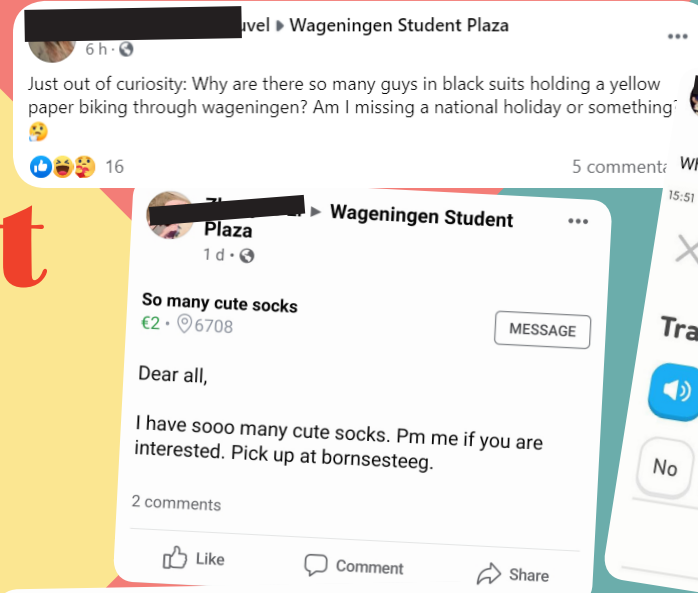 uvel ▸ Wageningen Student Plaza
6 h ·
Just out of curiosity: Why are there so many guys in black suits holding a yellow
paper biking through wageningen? Am I missing a national holiday or something?
16
5 comments
15:51
t
▸ Wageningen Student
Plaza
1 d ·
So many cute socks
€2 · 6708
MESSAGE
Dear all,
I have sooo many cute socks. Pm me if you are
interested. Pick up at bornsesteeg.
2 comments
Like
Comment
Share
Tra
No